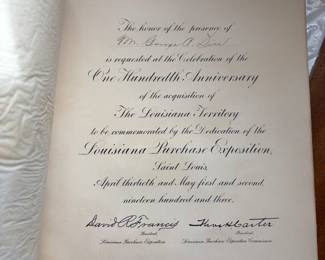 The honor of the presence of
Mr. George A.
is requested at the Celebration of the
One Hundredth Anniversary
of the acquisition of
The Louisiana Territory
to be commemorated by the Dedication of the
Louisiana Purchase Exposition,
Saint Louis,
April thirtieth and May first and second,
nineteen hundred and three.
David R Francis Thos H Carter
President, President,
Louisiana Purchase Exposition Louisiana Purchase Exposition Commission